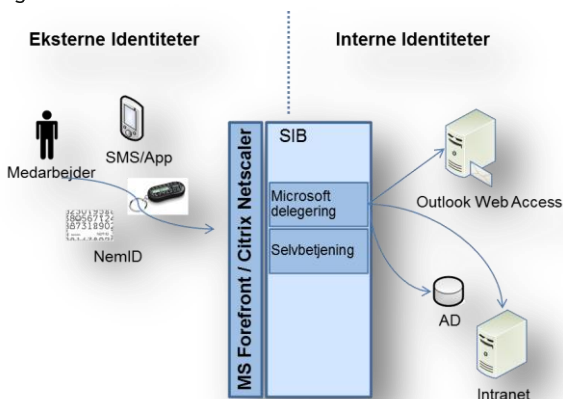 g
Eksterne Identiteter
Interne Identiteter
Medarbejder
SMS/App
NemID
MS Forefront / Citrix Netscaler
SIB
Microsoft
delegering
Selvbetjening
Outlook Web Access
AD
Intranet